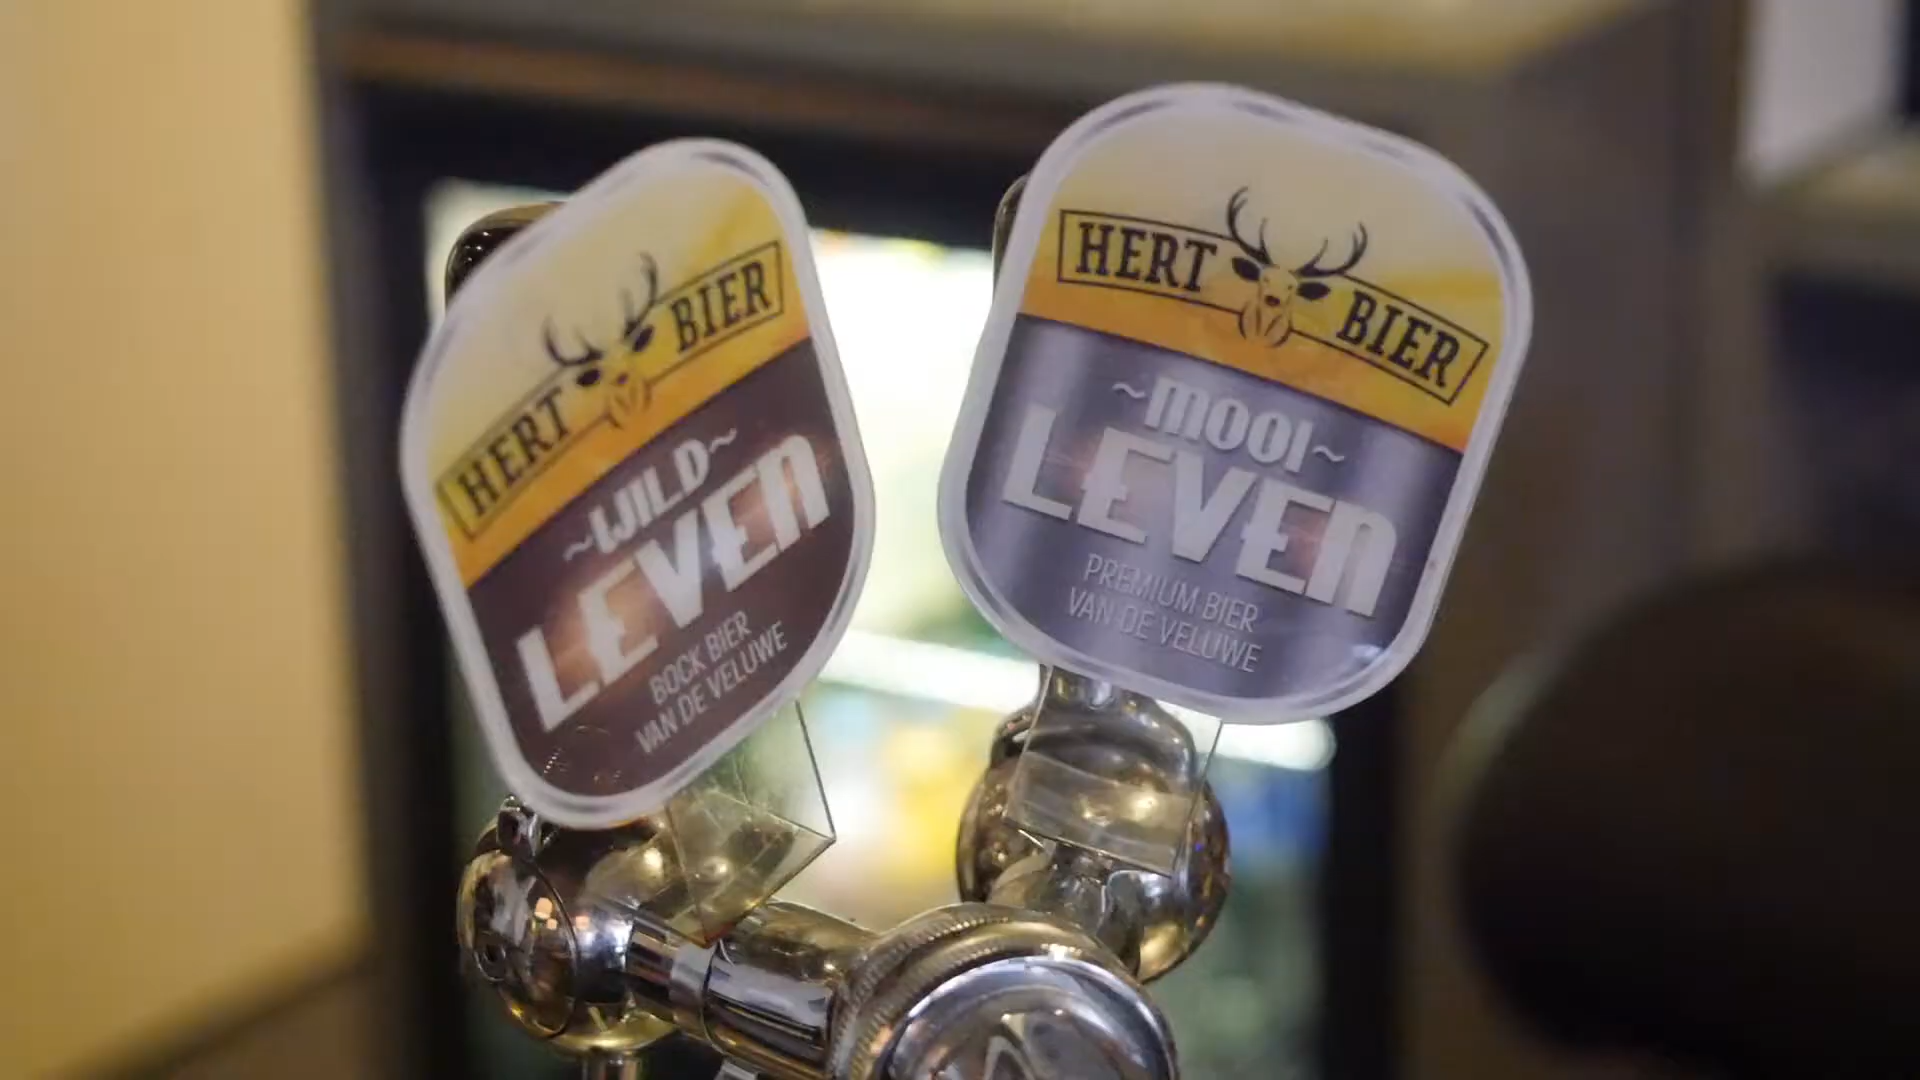 HERT BIER
~WILD~
LEVEN
BOCK BIER
VAN DE VELUWE
HERT BIER
~MOOI~
LEVEN
PREMIUM BIER
VAN DE VELUWE